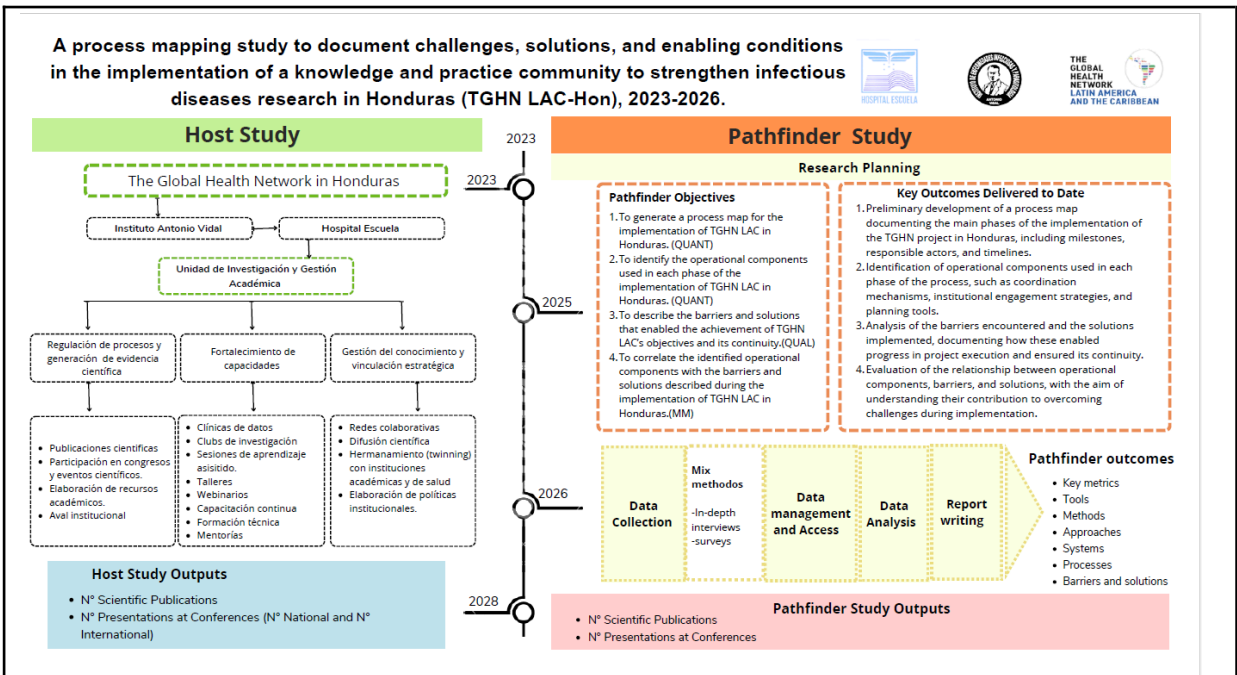 A process mapping study to document challenges, solutions, and enabling conditions
in the implementation of a knowledge and practice community to strengthen infectious
diseases research in Honduras (TGHN LAC-Hon), 2023-2026.
HOSPITAL ESCUELA
ANTONIO
VIDAL
THE
GLOBAL
HEALTH
NETWORK
LATIN AMERICA
AND THE CARIBBEAN
Host Study
The Global Health Network in Honduras
Instituto Antonio Vidal
Hospital Escuela
Unidad de Investigación y Gestión
Académica
Regulación de procesos y
generación de evidencia
científica
Fortalecimiento de
capacidades
Gestión del conocimiento y
vinculación estratégica
• Publicaciones cientificas
• Participación en congresos
y eventos científicos.
• Elaboración de recursos
académicos.
• Aval institucional
• Clínicas de datos
• Clubs de investigación
• Sesiones de aprendizaje
asisitido.
• Talleres
• Webinarios
• Capacitación continua
• Formación técnica
• Mentorías
• Redes colaborativas
• Difusión científica
• Hermanamiento (twinning)
con instituciones
académicas y de salud
• Elaboración de políticas
institucionales.
Host Study Outputs
• N° Scientific Publications
• N° Presentations at Conferences (N° National and N°
International)
2023
2023
2025
2026
2028
Pathfinder Study
Research Planning
Pathfinder Objectives
1.To generate a process map for the
implementation of TGHN LAC in
Honduras. (QUANT)
2.To identify the operational
components used in each phase of the
implementation of TGHN LAC in
Honduras. (QUANT)
3.To describe the barriers and solutions
that enabled the achievement of TGHN
LAC's objectives and its continuity.(QUAL)
4.To correlate the identified operational
components with the barriers and
solutions described during the
implementation of TGHN LAC in
Honduras.(MM)
Key Outcomes Delivered to Date
1.Preliminary development of a process map
documenting the main phases of the implementation of
the TGHN project in Honduras, including milestones,
responsible actors, and timelines.
2.Identification of operational components used in each
phase of the process, such as coordination
mechanisms, institutional engagement strategies, and
planning tools.
3.Analysis of the barriers encountered and the solutions
implemented, documenting how these enabled
progress in project execution and ensured its continuity.
4.Evaluation of the relationship between operational
components, barriers, and solutions, with the aim of
understanding their contribution to overcoming
challenges during implementation.
Data
Collection
Mix
methodos
-In-depth
interviews
-surveys
Data
management
and Access
Data
Analysis
Report
writing
Pathfinder outcomes
• Key metrics
• Tools
• Methods
• Approaches
• Systems
• Processes
• Barriers and solutions
Pathfinder Study Outputs
• N° Scientific Publications
• N° Presentations at Conferences